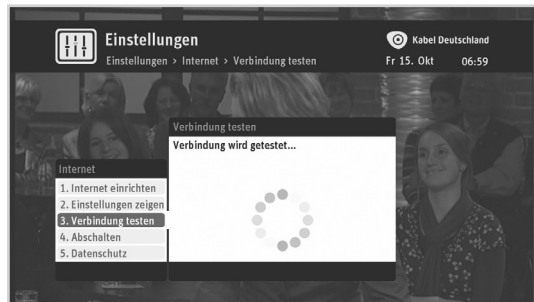 Einstellungen
Kabel Deutschland
Einstellungen > Internet > Verbindung testen
Fr 15. Okt 06:59
Verbindung testen
Verbindung wird getestet...
Internet
1. Internet einrichten
2. Einstellungen zeigen
3. Verbindung testen
4. Abschalten
5. Datenschutz